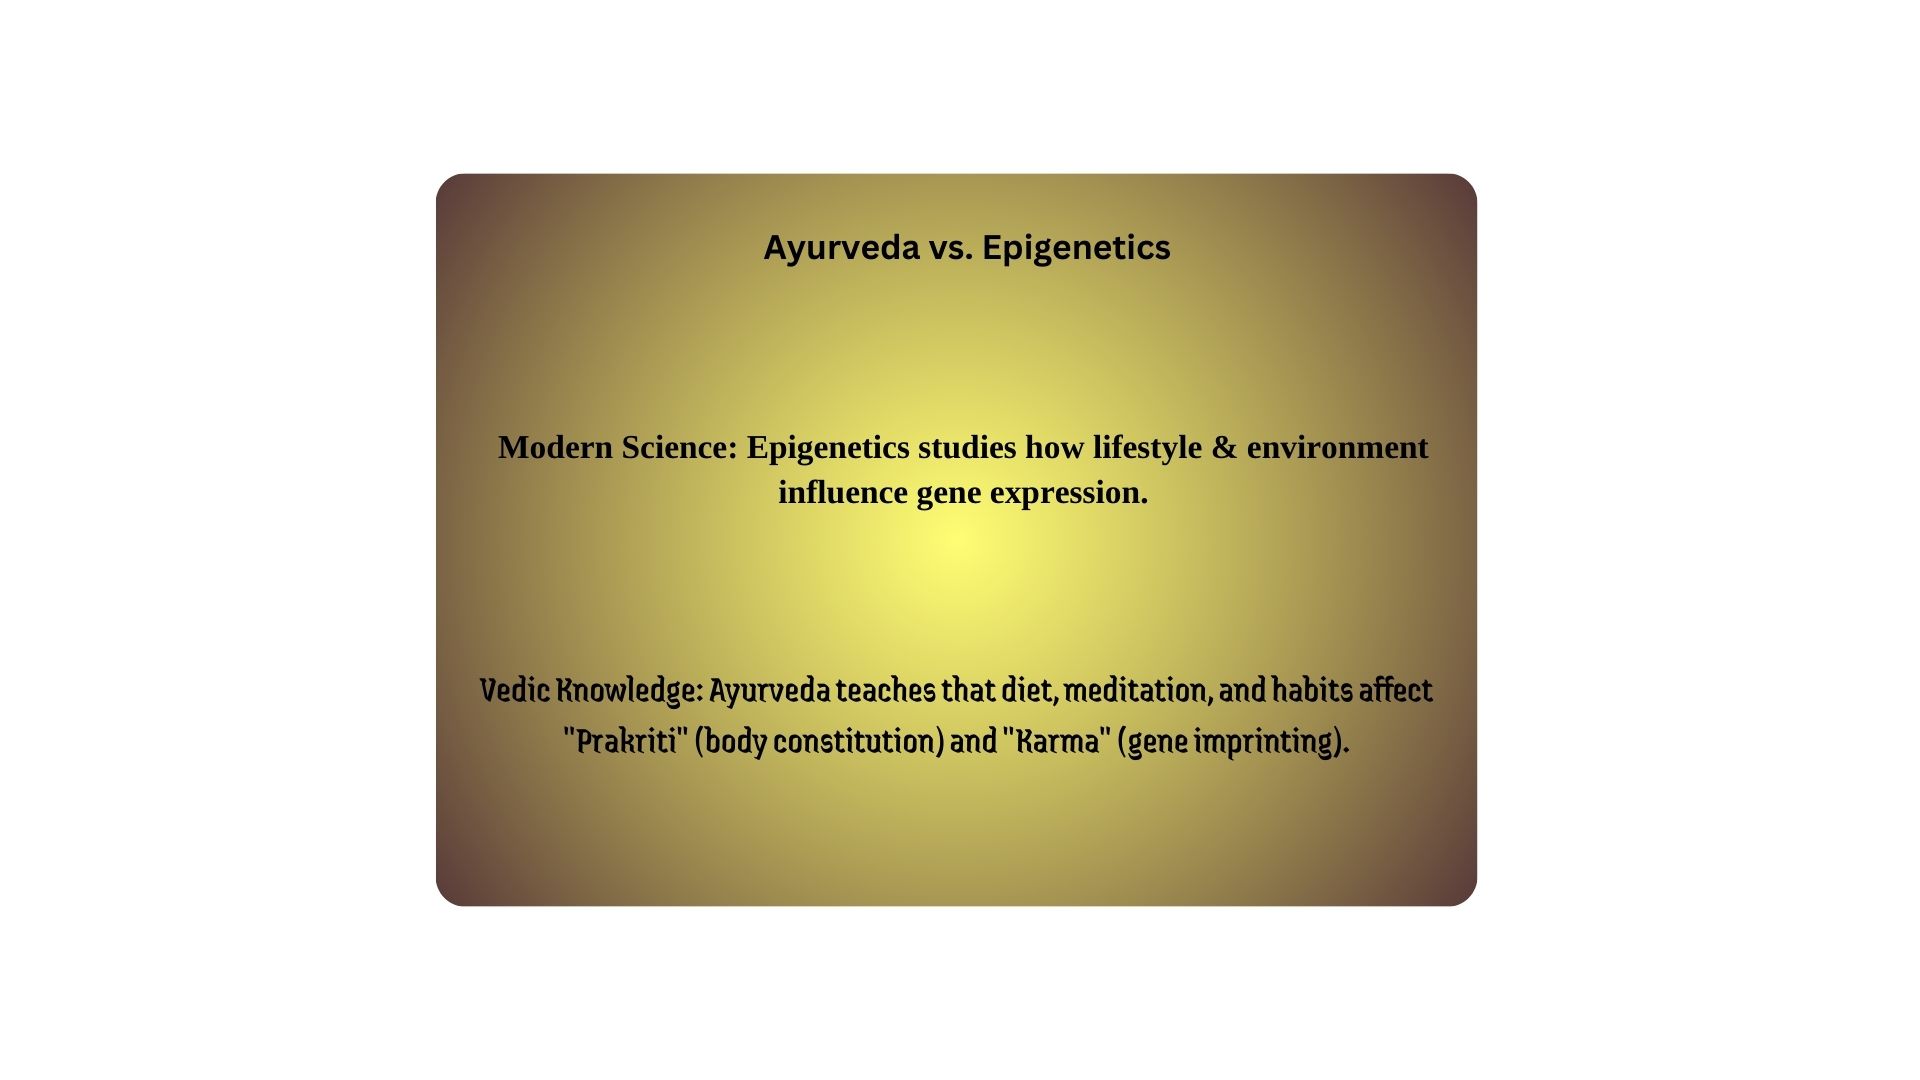 Ayurveda vs. Epigenetics
Modern Science: Epigenetics studies how lifestyle & environment
influence gene expression.
Vedic Knowledge: Ayurveda teaches that diet, meditation, and habits affect
"Prakriti" (body constitution) and "Karma" (gene imprinting).